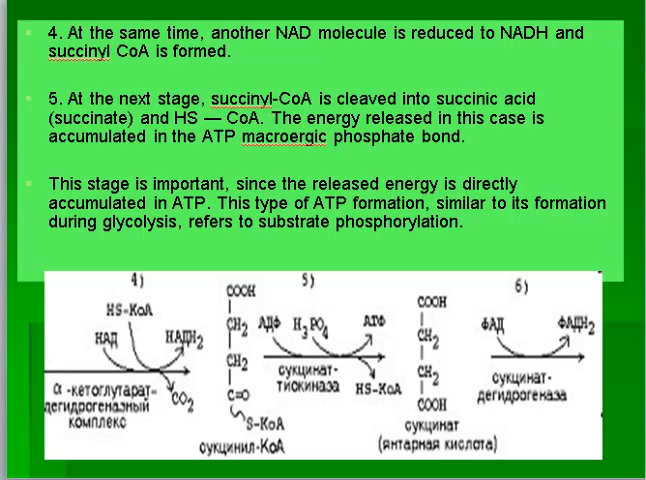 4. At the same time, another NAD molecule is reduced to NADH and
succinyl CoA is formed.
5. At the next stage, succinyl-CoA is cleaved into succinic acid
(succinate) and HS — CoA. The energy released in this case is
accumulated in the ATP macroergic phosphate bond.
This stage is important, since the released energy is directly
accumulated in ATP. This type of ATP formation, similar to its formation
during glycolysis, refers to substrate phosphorylation.
4)
HS-КоА
НАД
НАДН2
α -кетоглутарат-
дегидрогеназный
комплекс
CO2
COOH
CH2
CH2
C=O
S-КоА
сукцинил-КоА
5)
АДФ
H3PO4
АТФ
сукцинат-
тиокиназа
HS-КоА
COOH
CH2
CH2
COOH
сукцинат
(янтарная кислота)
6)
ФАД
ФАДН2
сукцинат-
дегидрогеназа